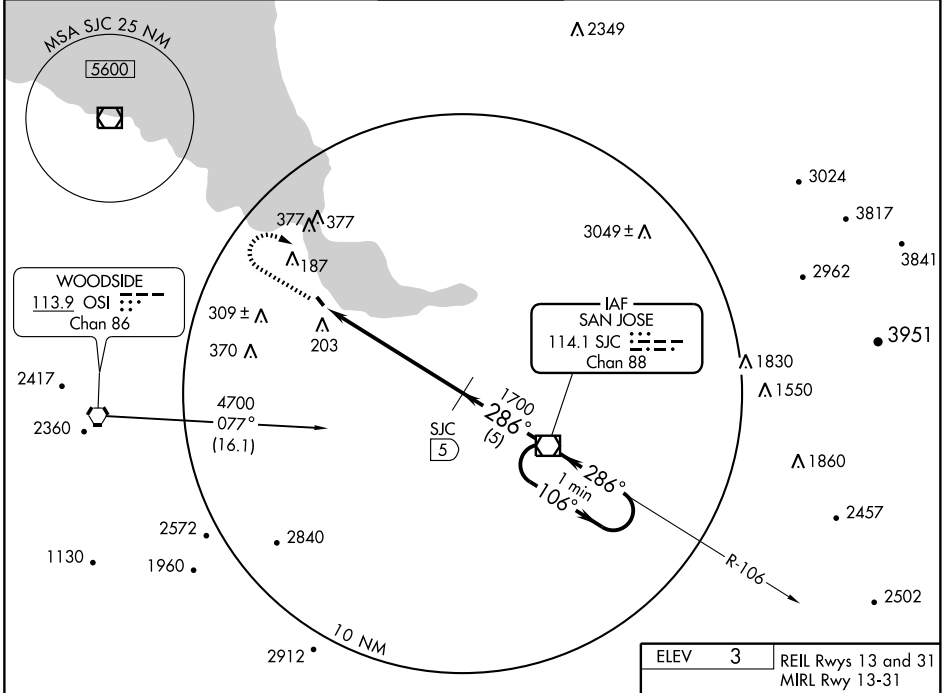 MSA SJC 25 NM
5600
2349
3024
3817
3841
2962
3951
3049 ±
377
377
187
WOODSIDE
113.9 OSI
Chan 86
309 ±
370
203
IAF
SAN JOSE
114.1 SJC
Chan 88
1830
1550
2417
2360
4700
077°
(16.1)
SJC
5
1700
286°
(5)
286°
1 min
106°
R-106
1860
2457
2502
2572
2840
1130
1960
2912
10 NM
ELEV 3
REIL Rwys 13 and 31
MIRL Rwy 13-31